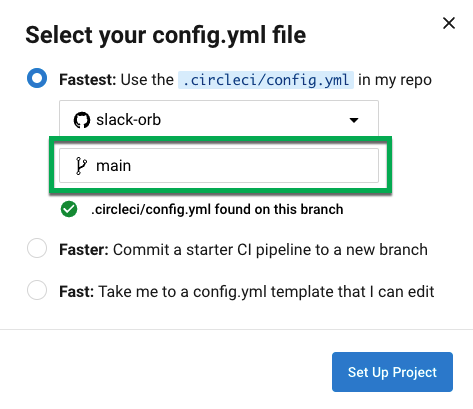 Select your config.yml file
Fastest: Use the .circleci/config.yml in my repo
slack-orb
main
.circleci/config.yml found on this branch
Faster: Commit a starter CI pipeline to a new branch
Fast: Take me to a config.yml template that I can edit
Set Up Project